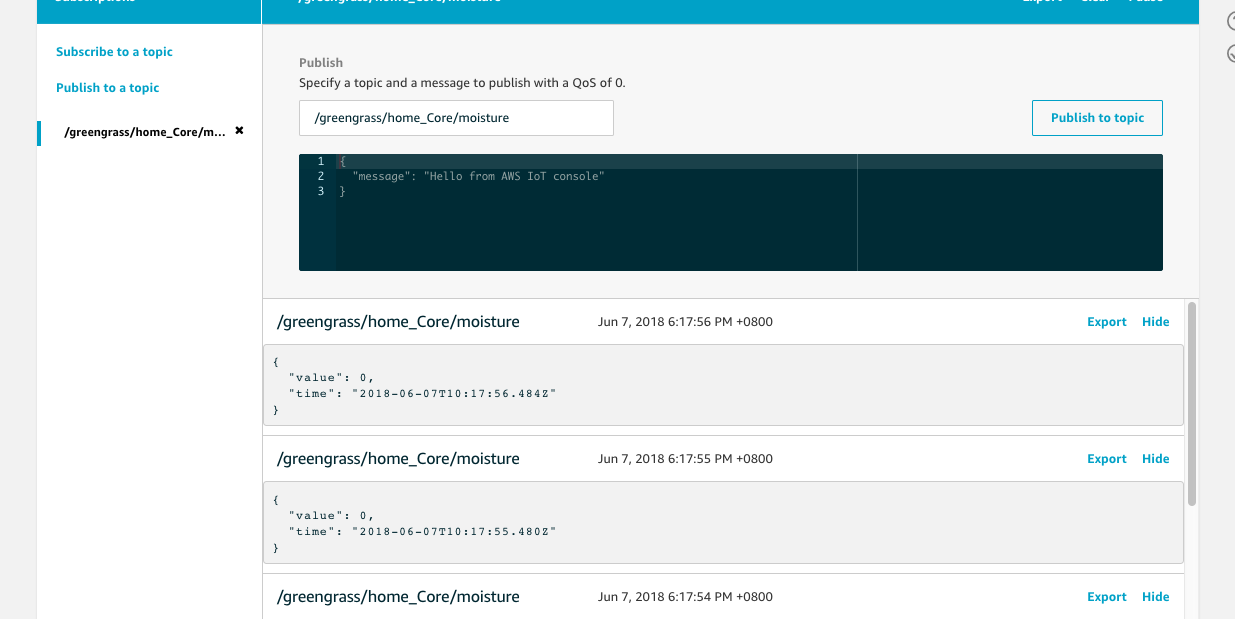 Subscriptions
/greengrass/home_Core/moisture
Export Clear Pause
Subscribe to a topic
Publish to a topic
/greengrass/home_Core/m... ✖
Publish
Specify a topic and a message to publish with a QoS of 0.
/greengrass/home_Core/moisture
Publish to topic
1 {
2 "message": "Hello from AWS IoT console"
3 }
/greengrass/home_Core/moisture Jun 7, 2018 6:17:56 PM +0800 Export Hide
{
"value": 0,
"time": "2018-06-07T10:17:56.484Z"
}
/greengrass/home_Core/moisture Jun 7, 2018 6:17:55 PM +0800 Export Hide
{
"value": 0,
"time": "2018-06-07T10:17:55.480Z"
}
/greengrass/home_Core/moisture Jun 7, 2018 6:17:54 PM +0800 Export Hide